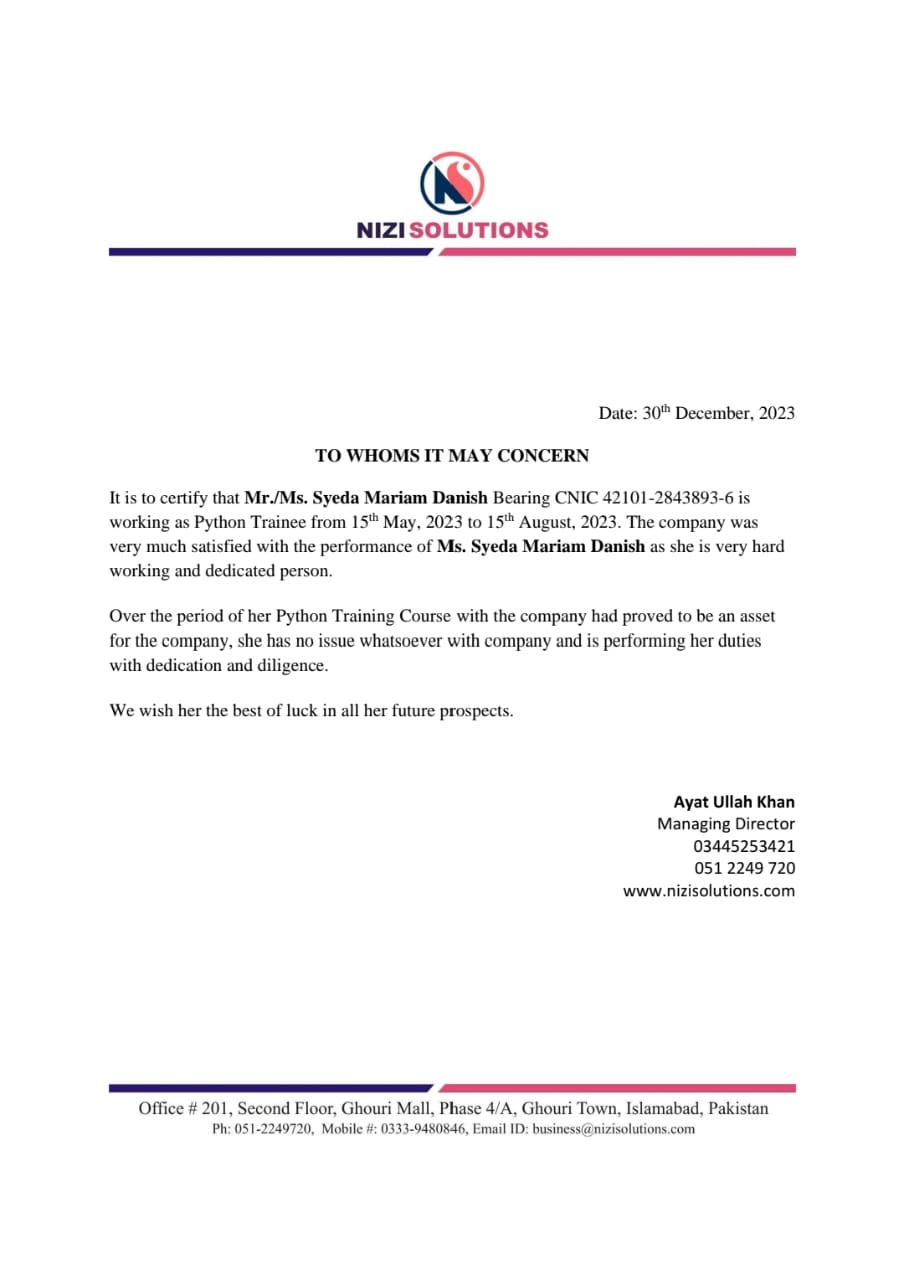 NIZI SOLUTIONS
Date: 30th December, 2023
TO WHOMS IT MAY CONCERN
It is to certify that Mr./Ms. Syeda Mariam Danish Bearing CNIC 42101-2843893-6 is
working as Python Trainee from 15th May, 2023 to 15th August, 2023. The company was
very much satisfied with the performance of Ms. Syeda Mariam Danish as she is very hard
working and dedicated person.
Over the period of her Python Training Course with the company had proved to be an asset
for the company, she has no issue whatsoever with company and is performing her duties
with dedication and diligence.
We wish her the best of luck in all her future prospects.
Ayat Ullah Khan
Managing Director
03445253421
051 2249 720
www.nizisolutions.com
Office # 201, Second Floor, Ghouri Mall, Phase 4/A, Ghouri Town, Islamabad, Pakistan
Ph: 051-2249720, Mobile #: 0333-9480846, Email ID: business@nizisolutions.com